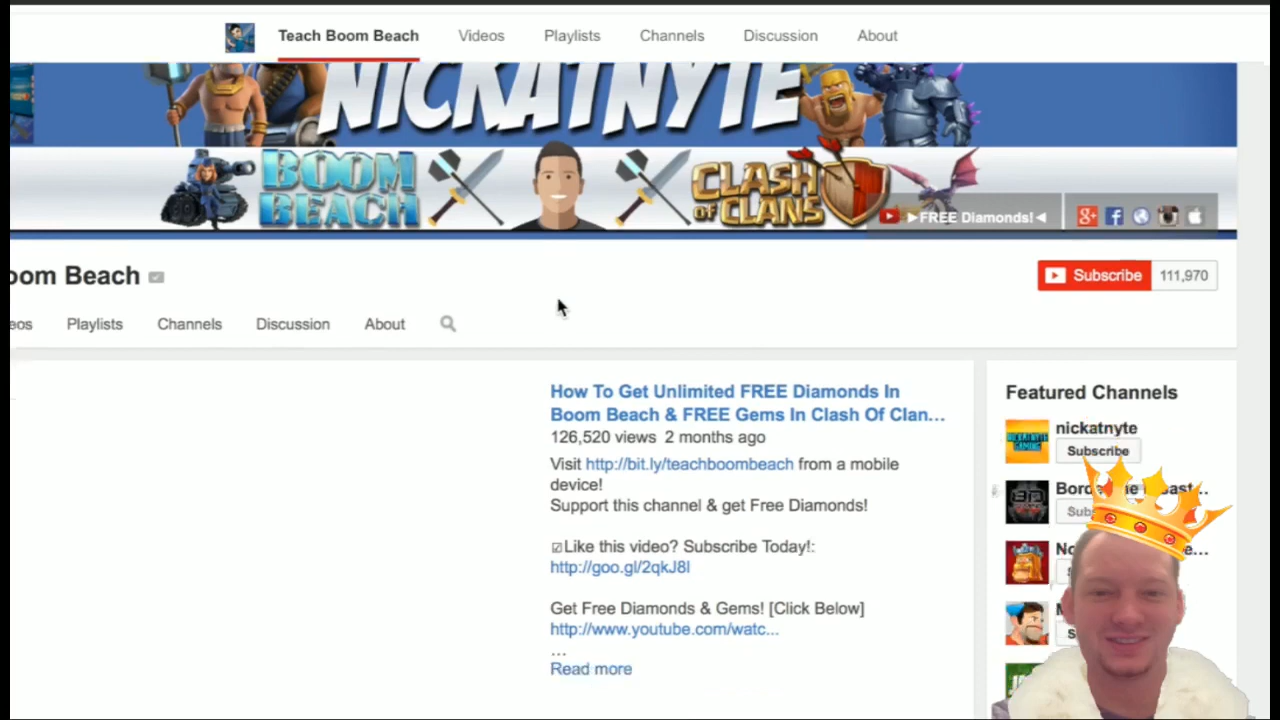 Teach Boom Beach Videos Playlists Channels Discussion About
NICKATNYTE
BOOM BEACH
CLASH OF CLANS
►FREE Diamonds!◄
oom Beach
Subscribe 111,970
eos Playlists Channels Discussion About
How To Get Unlimited FREE Diamonds In
Boom Beach & FREE Gems In Clash Of Clan...
126,520 views 2 months ago
Visit http://bit.ly/teachboombeach from a mobile
device!
Support this channel & get Free Diamonds!
☑Like this video? Subscribe Today!:
http://goo.gl/2qkJ8I
Get Free Diamonds & Gems! [Click Below]
http://www.youtube.com/watc...
...
Read more
Featured Channels
nickatnyte
Subscribe